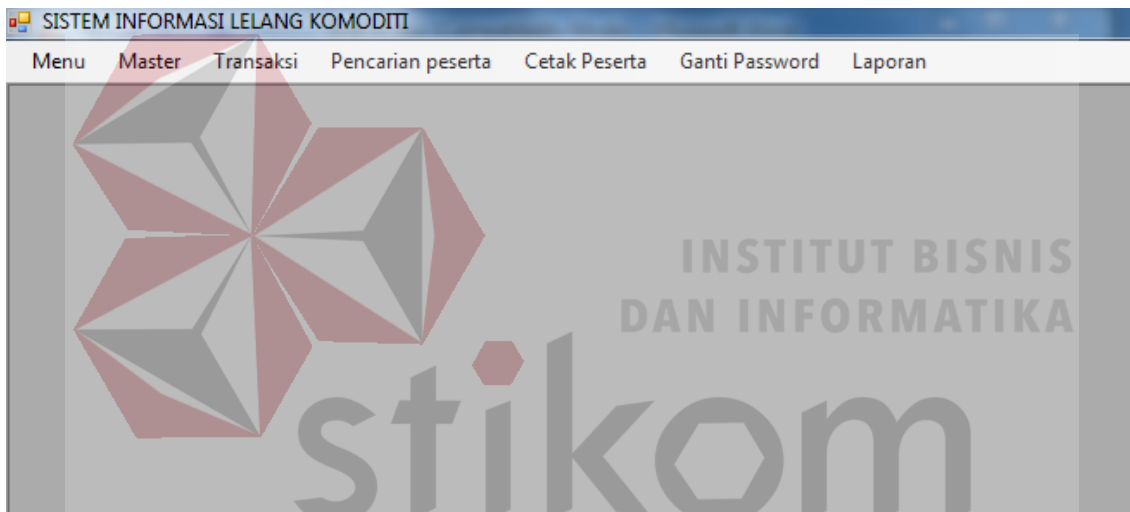 SISTEM INFORMASI LELANG KOMODITI
Menu Master Transaksi Pencarian peserta Cetak Peserta Ganti Password Laporan
INSTITUT BISNIS
DAN INFORMATIKA
stikom